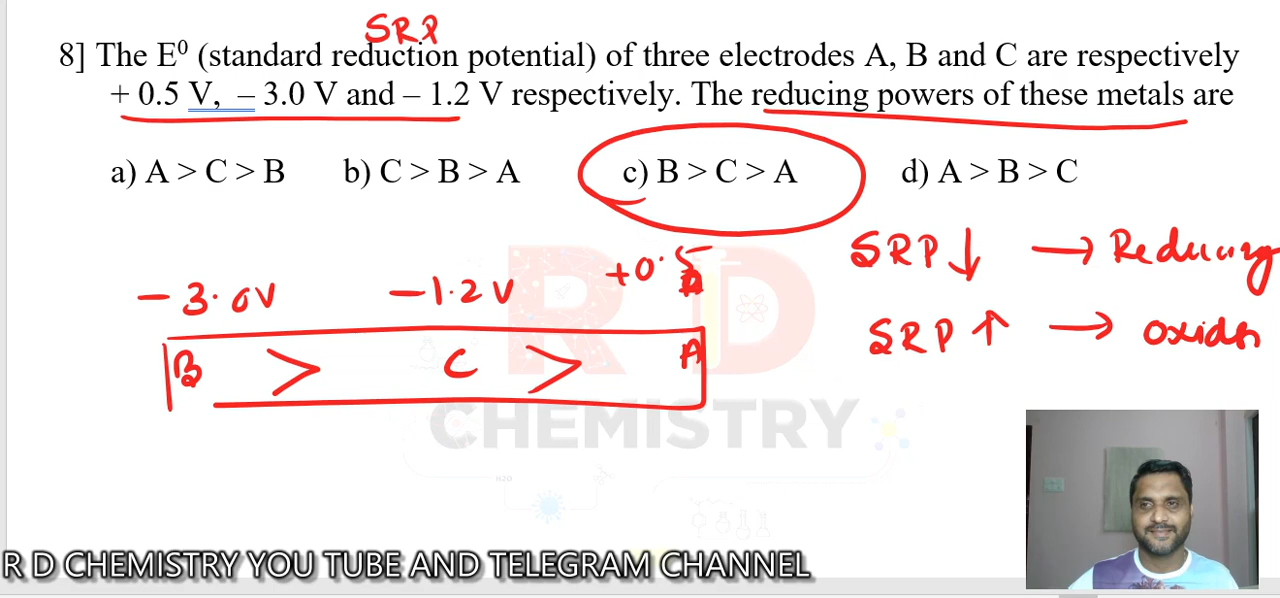 SRP
8] The E⁰ (standard reduction potential) of three electrodes A, B and C are respectively
+ 0.5 V, – 3.0 V and – 1.2 V respectively. The reducing powers of these metals are
a) A > C > B b) C > B > A c) B > C > A d) A > B > C
SRP ↓ → Reducing
SRP ↑ → oxidn
– 3.0V –1.2V +0.5
B > C > A
RD
CHEMISTRY
H2O
R D CHEMISTRY YOU TUBE AND TELEGRAM CHANNEL